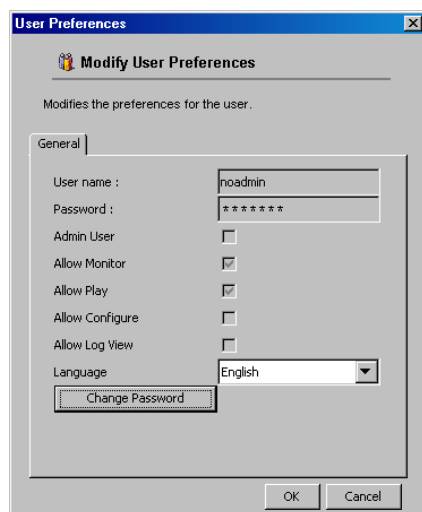 User Preferences
Modify User Preferences
Modifies the preferences for the user.
General
User name : noadmin
Password : *******
Admin User
Allow Monitor
Allow Play
Allow Configure
Allow Log View
Language English
Change Password
OK Cancel